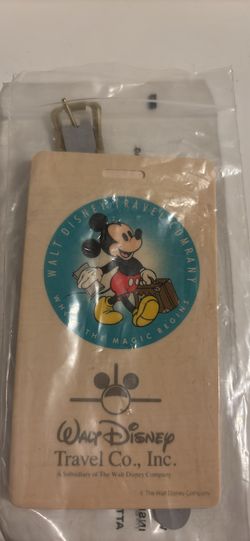 WALT DISNEY TRAVEL COMPANY
WHERE THE MAGIC BEGINS
WALT DISNEY
Travel Co., Inc.
A Subsidiary of The Walt Disney Company
© The Walt Disney Company